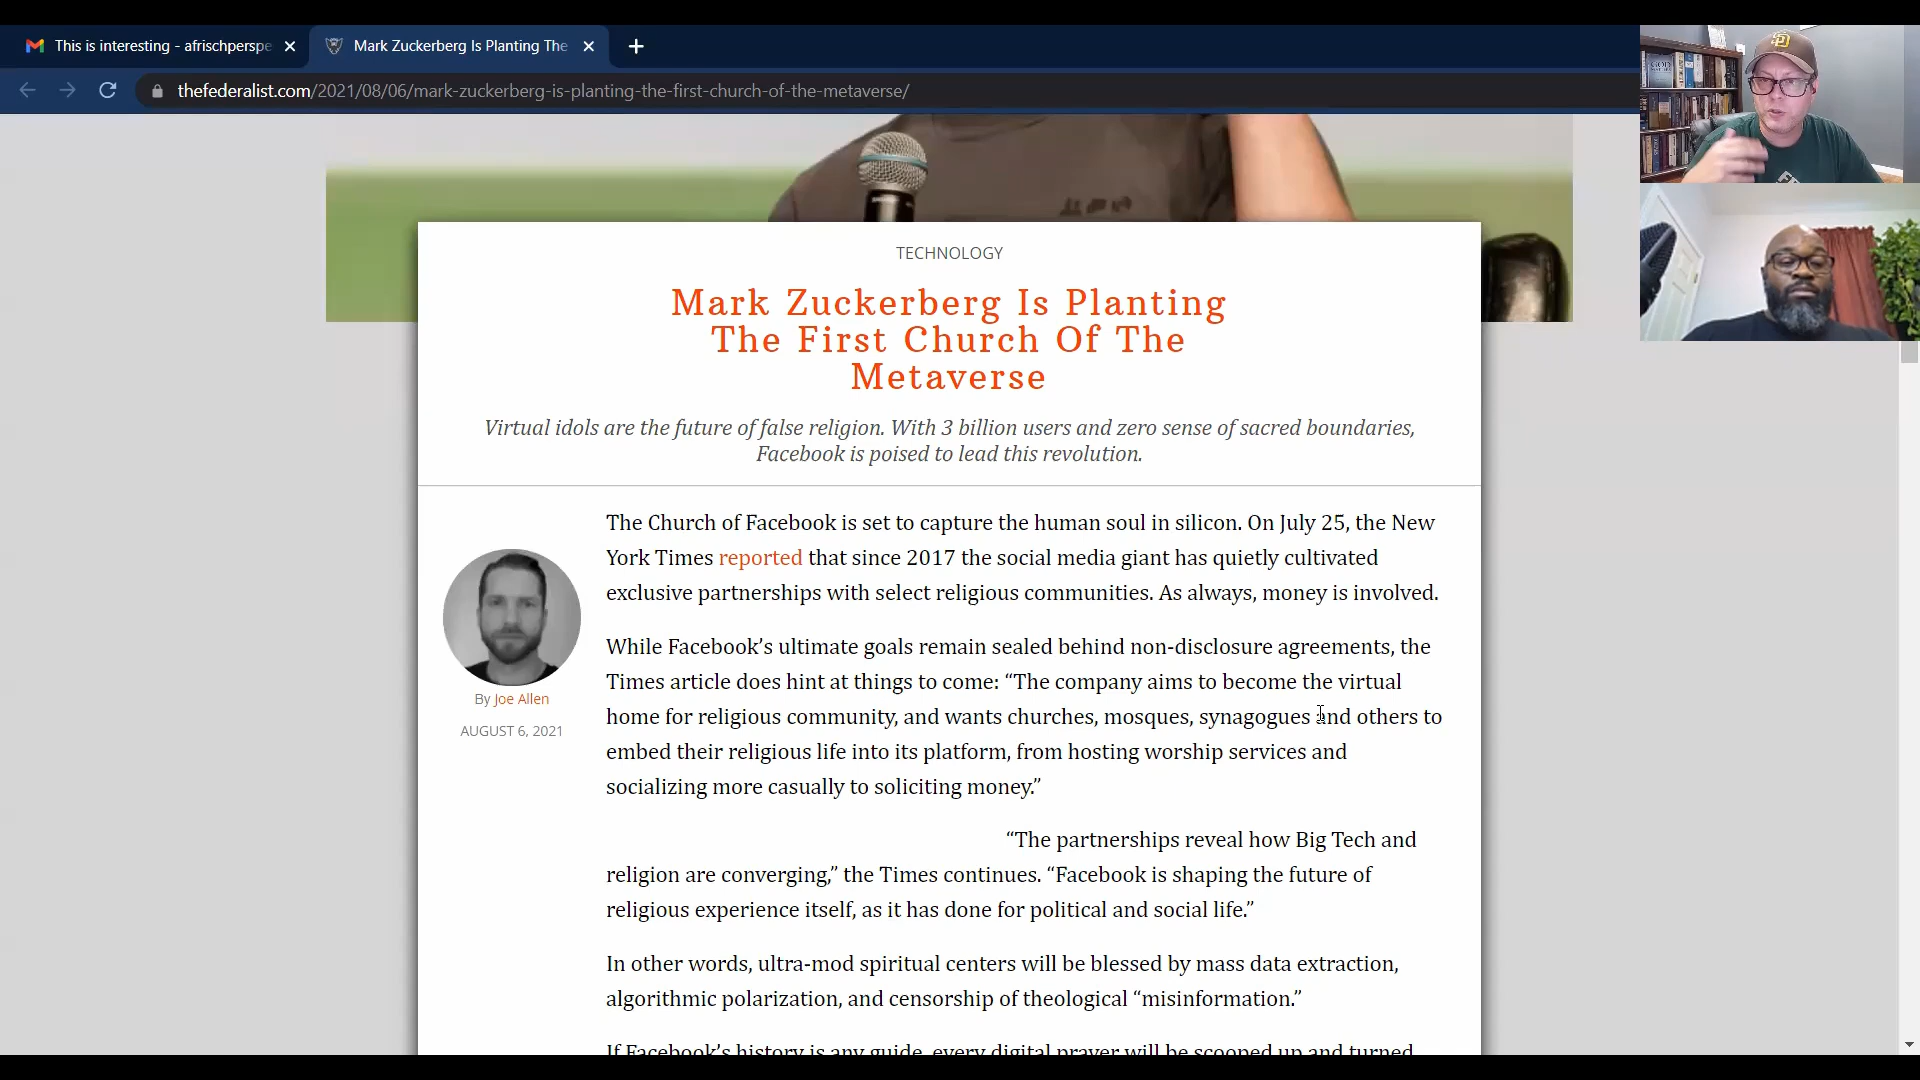 This is interesting - afrischperspe
Mark Zuckerberg Is Planting The
thefederalist.com/2021/08/06/mark-zuckerberg-is-planting-the-first-church-of-the-metaverse/
TECHNOLOGY
Mark Zuckerberg Is Planting
The First Church Of The
Metaverse
Virtual idols are the future of false religion. With 3 billion users and zero sense of sacred boundaries,
Facebook is poised to lead this revolution.
The Church of Facebook is set to capture the human soul in silicon. On July 25, the New
York Times reported that since 2017 the social media giant has quietly cultivated
exclusive partnerships with select religious communities. As always, money is involved.
While Facebook’s ultimate goals remain sealed behind non-disclosure agreements, the
Times article does hint at things to come: “The company aims to become the virtual
home for religious community, and wants churches, mosques, synagogues and others to
embed their religious life into its platform, from hosting worship services and
socializing more casually to soliciting money.”
“The partnerships reveal how Big Tech and
religion are converging,” the Times continues. “Facebook is shaping the future of
religious experience itself, as it has done for political and social life.”
In other words, ultra-mod spiritual centers will be blessed by mass data extraction,
algorithmic polarization, and censorship of theological “misinformation.”
If Facebook’s history is any guide, every digital prayer will be scooped up and turned
By Joe Allen
AUGUST 6, 2021